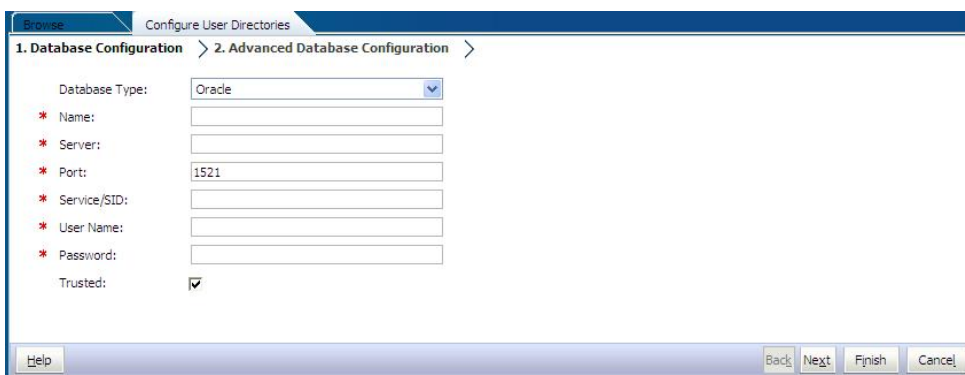 Browse Configure User Directories
1. Database Configuration 2. Advanced Database Configuration
Database Type: Oracle
* Name:
* Server:
* Port: 1521
* Service/SID:
* User Name:
* Password:
Trusted:
Help Back Next Finish Cancel